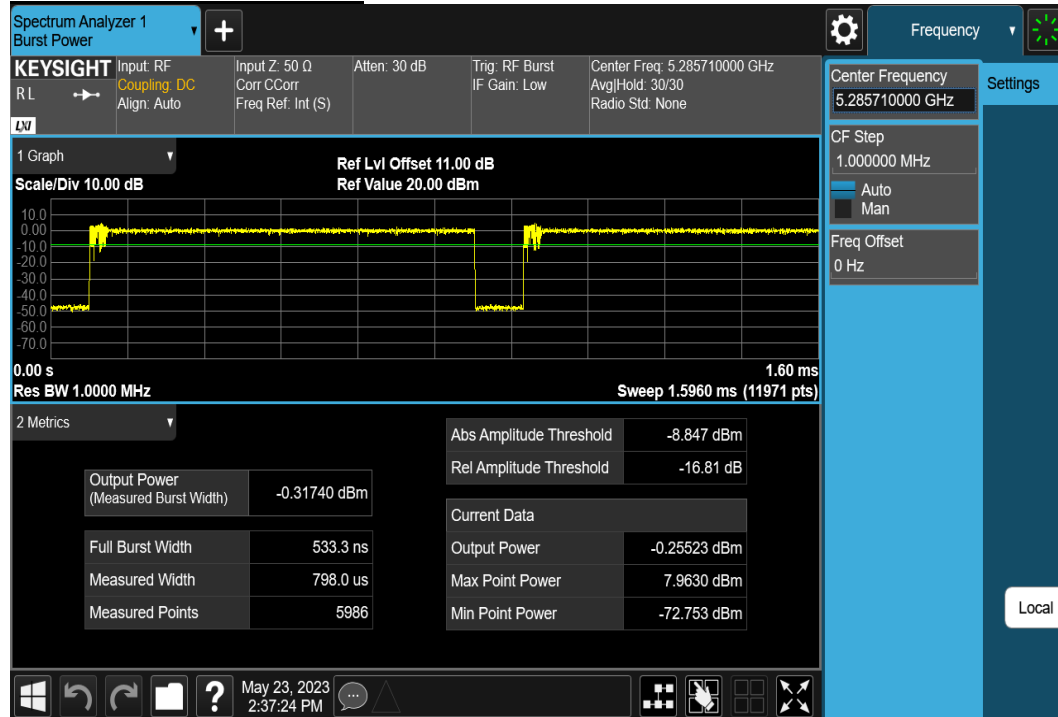 Spectrum Analyzer 1
Burst Power
▼
+
Frequency
▼
KEYSIGHT
R L
LXI
Input: RF
Coupling: DC
Align: Auto
Input Z: 50 Ω
Corr CCorr
Freq Ref: Int (S)
Atten: 30 dB
Trig: RF Burst
IF Gain: Low
Center Freq: 5.285710000 GHz
Avg|Hold: 30/30
Radio Std: None
Center Frequency
5.285710000 GHz
Settings
CF Step
1.000000 MHz
Auto
Man
Freq Offset
0 Hz
1 Graph ▼
Scale/Div 10.00 dB
Ref Lvl Offset 11.00 dB
Ref Value 20.00 dBm
10.0
0.00
-10.0
-20.0
-30.0
-40.0
-50.0
-60.0
-70.0
0.00 s
1.60 ms
Res BW 1.0000 MHz
Sweep 1.5960 ms (11971 pts)
2 Metrics ▼
Output Power
(Measured Burst Width)
-0.31740 dBm
Full Burst Width 533.3 ns
Measured Width 798.0 us
Measured Points 5986
Abs Amplitude Threshold -8.847 dBm
Rel Amplitude Threshold -16.81 dB
Current Data
Output Power -0.25523 dBm
Max Point Power 7.9630 dBm
Min Point Power -72.753 dBm
Local
?
May 23, 2023
2:37:24 PM